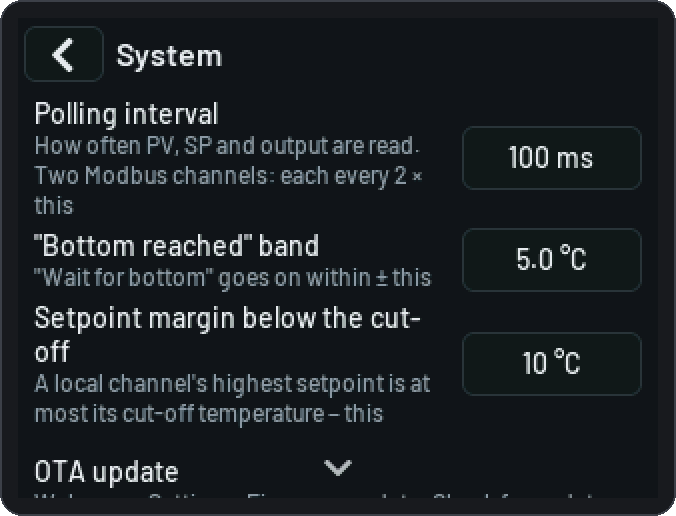 System
Polling interval
How often PV, SP and output are read.
Two Modbus channels: each every 2 ×
this
100 ms
"Bottom reached" band
"Wait for bottom" goes on within ± this
5.0 °C
Setpoint margin below the cut-
off
A local channel's highest setpoint is at
most its cut-off temperature – this
10 °C
OTA update